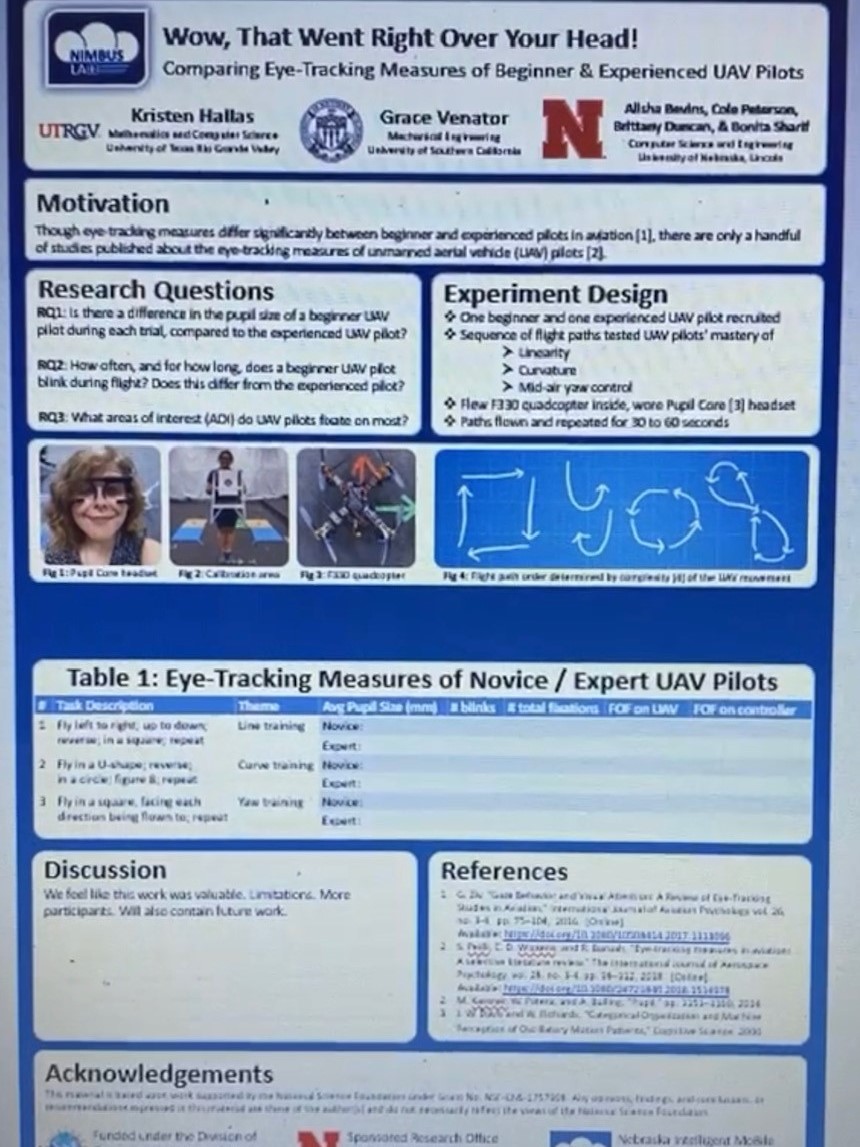 NIMBUS
LAB
Wow, That Went Right Over Your Head!
Comparing Eye-Tracking Measures of Beginner & Experienced UAV Pilots
UTRGV
Kristen Hallas
Mathematics and Computer Science
University of Texas Rio Grande Valley
Grace Venator
Mechanical Engineering
University of Southern California
N
Alisha Bevins, Cole Peterson,
Brittany Duncan, & Bonita Sharif
Computer Science and Engineering
University of Nebraska, Lincoln
Motivation
Though eye-tracking measures differ significantly between beginner and experienced pilots in aviation [1], there are only a handful
of studies published about the eye-tracking measures of unmanned aerial vehicle (UAV) pilots [2].
Research Questions
RQ1: Is there a difference in the pupil size of a beginner UAV
pilot during each trial, compared to the experienced UAV pilot?
RQ2: How often, and for how long, does a beginner UAV pilot
blink during flight? Does this differ from the experienced pilot?
RQ3: What areas of interest (AOI) do UAV pilots fixate on most?
Experiment Design
❖ One beginner and one experienced UAV pilot recruited
❖ Sequence of flight paths tested UAV pilots' mastery of
➤ Linearity
➤ Curvature
➤ Mid-air yaw control
❖ Flew F330 quadcopter inside, wore Pupil Core [3] headset
❖ Paths flown and repeated for 30 to 60 seconds
Fig 1: Pupil Core headset
Fig 2: Calibration area
Fig 3: F330 quadcopter
Fig 4: Flight path order determined by complexity [4] of the UAV movement
Table 1: Eye-Tracking Measures of Novice / Expert UAV Pilots
# Task Description Theme Avg Pupil Size (mm) # blinks # total fixations FOF on UAV FOF on controller
1 Fly left to right; up to down; Line training Novice:
reverse; in a square; repeat Expert:
2 Fly in a U-shape; reverse; Curve training Novice:
in a circle; figure 8; repeat Expert:
3 Fly in a square, facing each Yaw training Novice:
direction being flown to; repeat Expert:
Discussion
We feel like this work was valuable. Limitations. More
participants. Will also contain future work.
References
1. G. Ziv, "Gaze Behavior and Visual Attention: A Review of Eye-Tracking
Studies in Aviation," International Journal of Aviation Psychology vol. 26,
no. 3-4 pp. 75-104, 2016. [Online].
Available: https://doi.org/10.1080/10508414.2017.1313096
2. S. and R. "Eye-tracking measures in aviation:
A selective literature review." The International Journal of Aerospace
Psychology, vol. 28, no. 3-4, pp. 2018. [Online].
Available: https://doi.org/10.1080/24721840.2018.1514978
2. M. W. and A. Bulling, "Pupil" pp. 2014
3. J. W. and W. Richards, "Categorical Organization and Machine
Perception of Oscillatory Motion Patterns," Cognitive Science 2000
Acknowledgements
This material is based upon work supported by the National Science Foundation under Grant No. Any opinions, findings, and conclusions, or
recommendations expressed in this material are those of the author(s) and do not necessarily reflect the views of the National Science Foundation.
Funded under the Division of
Sponsored Research Office
Nebraska Intelligent MoBile